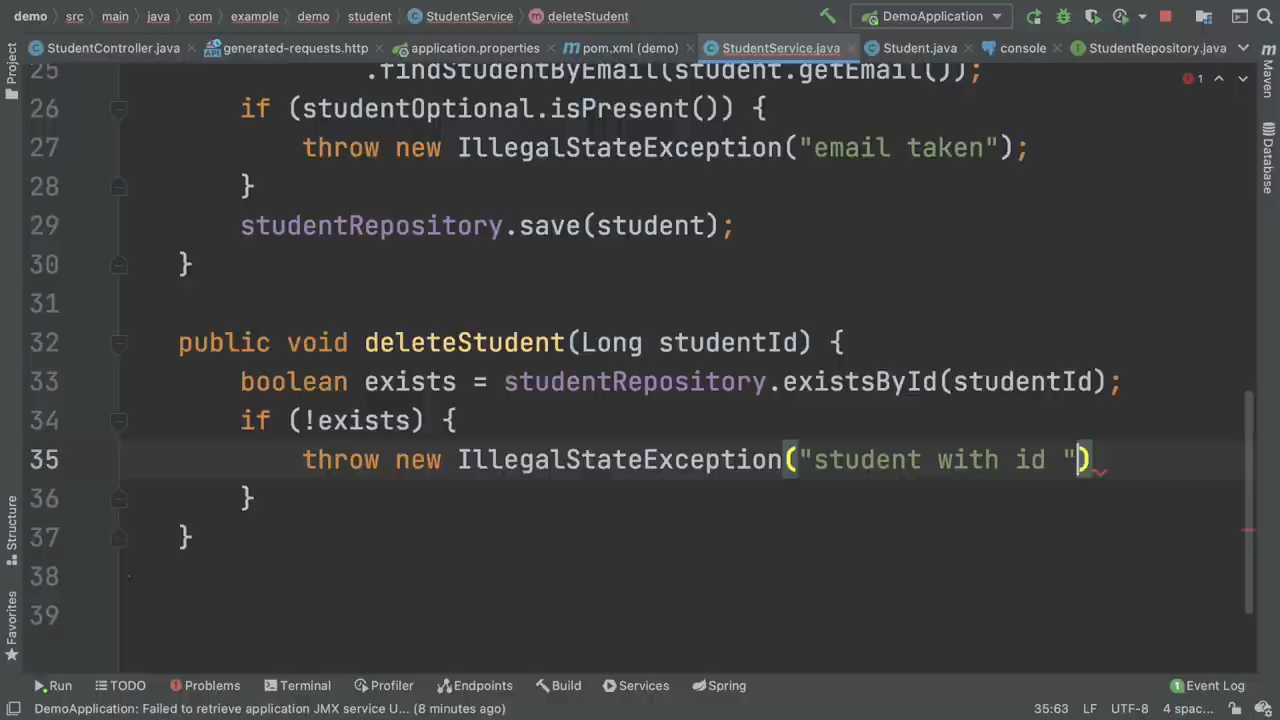 demo src main java com example demo student StudentService deleteStudent DemoApplication
StudentController.java generated-requests.http application.properties pom.xml (demo) StudentService.java Student.java console StudentRepository.java
25 .findStudentByEmail(student.getEmail());
1
26 if (studentOptional.isPresent()) {
27 throw new IllegalStateException("email taken");
28 }
29 studentRepository.save(student);
30 }
31
32 public void deleteStudent(Long studentId) {
33 boolean exists = studentRepository.existsById(studentId);
34 if (!exists) {
35 throw new IllegalStateException("student with id ")
36 }
37 }
38
39
Project
Structure
Favorites
Maven
Database
Run TODO Problems Terminal Profiler Endpoints Build Services Spring 1 Event Log
DemoApplication: Failed to retrieve application JMX service U... (8 minutes ago) 35:63 LF UTF-8 4 spac...